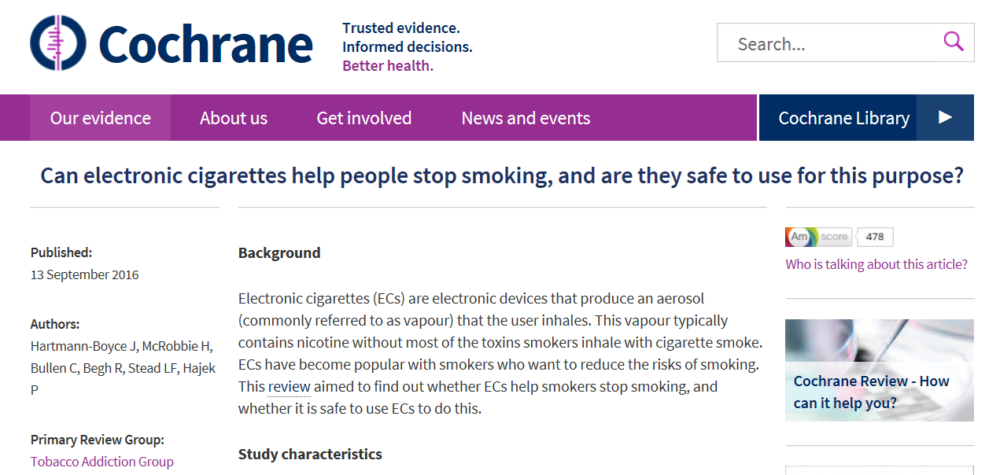 Cochrane
Trusted evidence.
Informed decisions.
Better health.
Search...
Our evidence
About us
Get involved
News and events
Cochrane Library
Can electronic cigarettes help people stop smoking, and are they safe to use for this purpose?
Published:
13 September 2016
Authors:
Hartmann-Boyce J, McRobbie H,
Bullen C, Begh R, Stead LF, Hajek
P
Primary Review Group:
Tobacco Addiction Group
Background
Electronic cigarettes (ECs) are electronic devices that produce an aerosol
(commonly referred to as vapour) that the user inhales. This vapour typically
contains nicotine without most of the toxins smokers inhale with cigarette smoke.
ECs have become popular with smokers who want to reduce the risks of smoking.
This review aimed to find out whether ECs help smokers stop smoking, and
whether it is safe to use ECs to do this.
Study characteristics
Am score 478
Who is talking about this article?
Cochrane Review - How
can it help you?